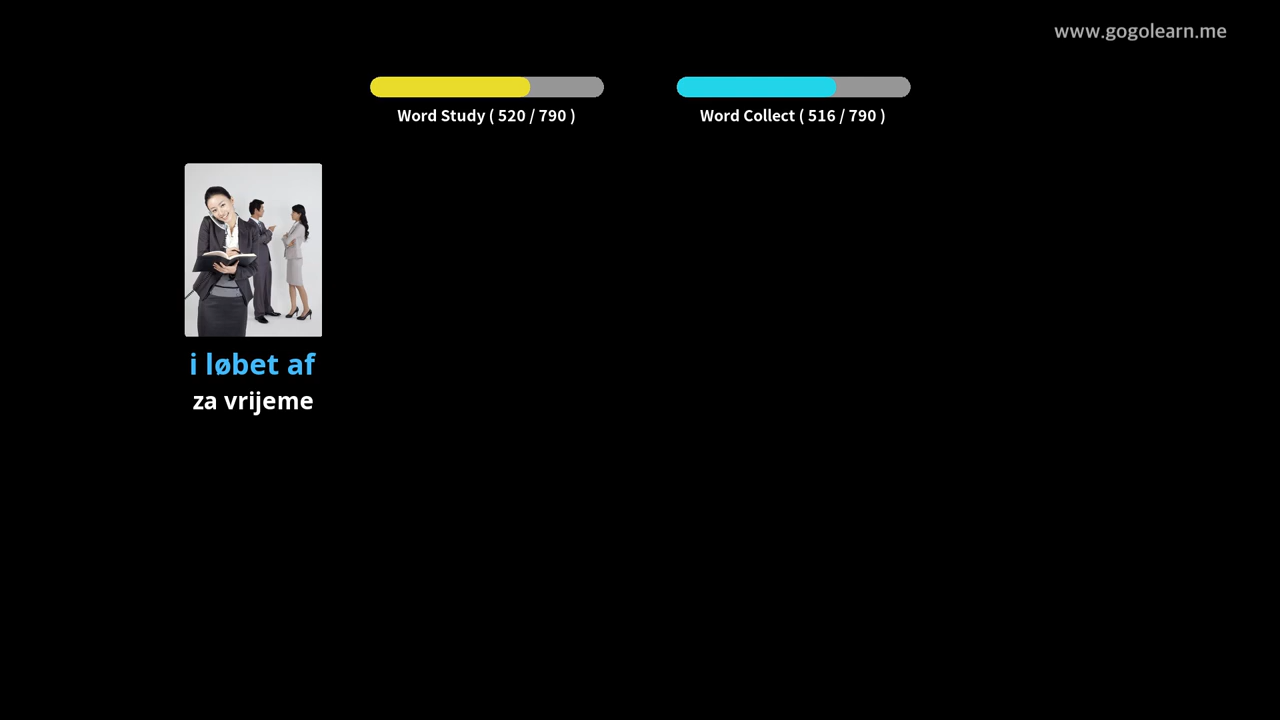 www.gogolearn.me
Word Study ( 520 / 790 )
Word Collect ( 516 / 790 )
i løbet af
za vrijeme